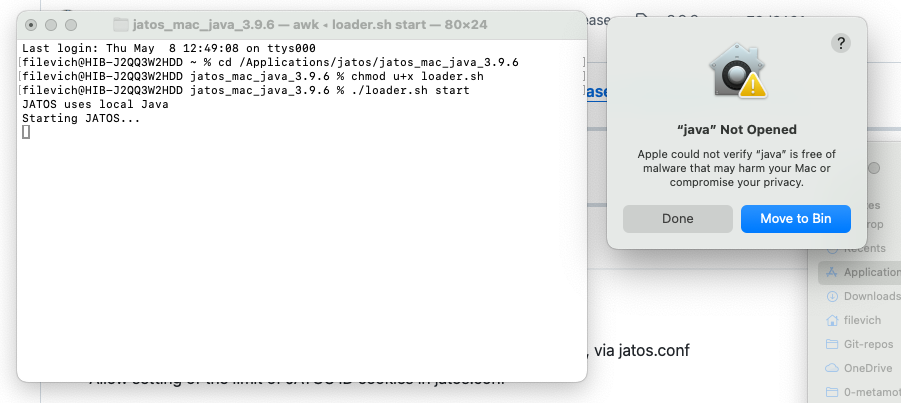 jatos_mac_java_3.9.6 — awk ◂ loader.sh start — 80×24
Last login: Thu May  8 12:49:08 on ttys000
[filevich@HIB-J2QQ3W2HDD ~ % cd /Applications/jatos/jatos_mac_java_3.9.6 ]
[filevich@HIB-J2QQ3W2HDD jatos_mac_java_3.9.6 % chmod u+x loader.sh ]
[filevich@HIB-J2QQ3W2HDD jatos_mac_java_3.9.6 % ./loader.sh start ]
JATOS uses local Java
Starting JATOS...
?
“java” Not Opened
Apple could not verify “java” is free of
malware that may harm your Mac or
compromise your privacy.
Done
Move to Bin
Recents
Application
Downloads
filevich
Git-repos
OneDrive
0-metamot
, via jatos.conf